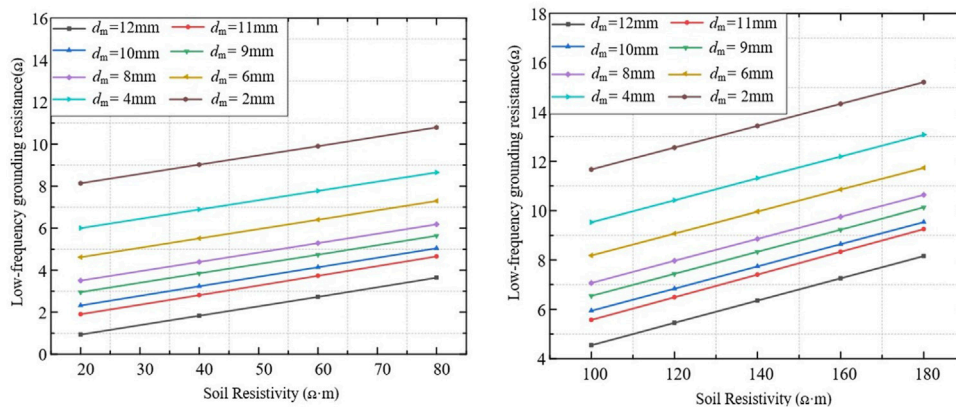 16
14
12
10
8
6
4
2
0
Low-frequency grounding resistance(Ω)
dm=12mm dm=11mm
dm=10mm dm= 9mm
dm= 8mm dm= 6mm
dm= 4mm dm= 2mm
20 30 40 50 60 70 80
Soil Resistivity (Ω·m)
18
16
14
12
10
8
6
4
Low-frequency grounding resistance(Ω)
dm=12mm dm=11mm
dm=10mm dm= 9mm
dm= 8mm dm= 6mm
dm= 4mm dm= 2mm
100 120 140 160 180
Soil Resistivity (Ω·m)